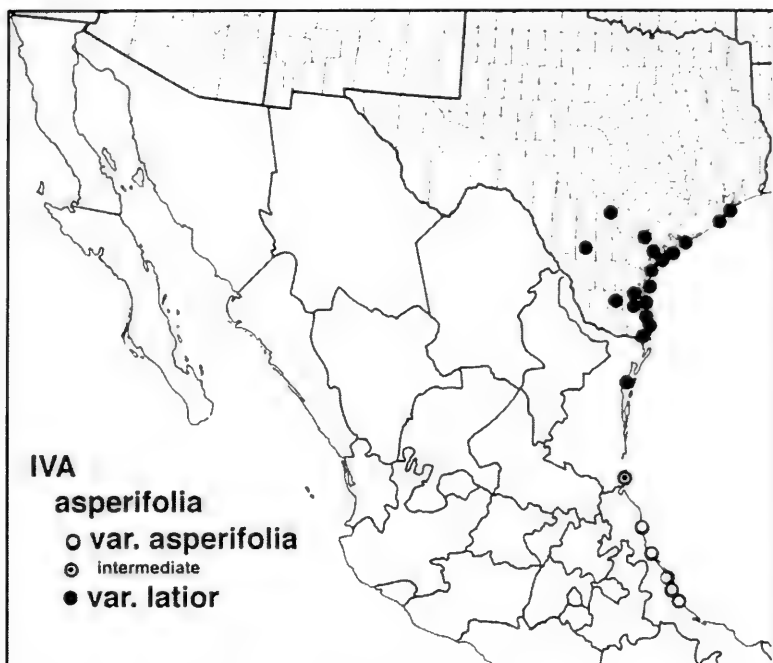 IVA
asperifolia
var. asperifolia
intermediate
var. latior